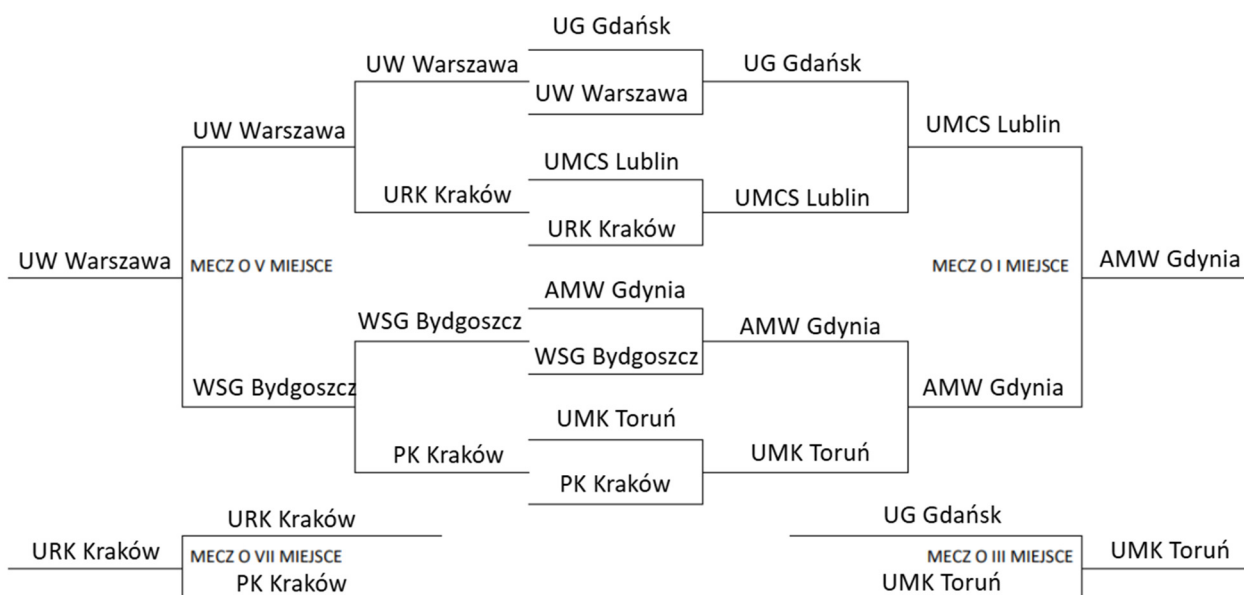 UG Gdańsk
UW Warszawa
UG Gdańsk
UW Warszawa
UW Warszawa
UMCS Lublin
UMCS Lublin
URK Kraków
UMCS Lublin
URK Kraków
UW Warszawa
MECZ O V MIEJSCE
MECZ O I MIEJSCE
AMW Gdynia
AMW Gdynia
WSG Bydgoszcz
AMW Gdynia
WSG Bydgoszcz
WSG Bydgoszcz
AMW Gdynia
UMK Toruń
PK Kraków
UMK Toruń
PK Kraków
URK Kraków
UG Gdańsk
URK Kraków
MECZ O VII MIEJSCE
MECZ O III MIEJSCE
UMK Toruń
PK Kraków
UMK Toruń